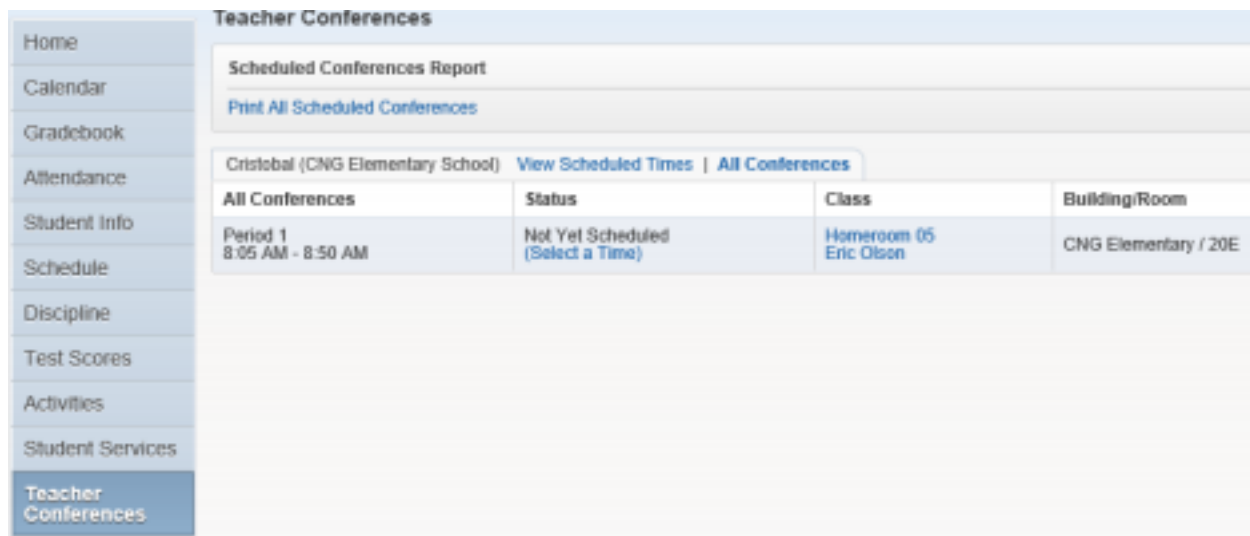 Teacher Conferences
Home
Calendar
Gradebook
Attendance
Student Info
Schedule
Discipline
Test Scores
Activities
Student Services
Teacher
Conferences
Scheduled Conferences Report
Print All Scheduled Conferences
Cristobal (CNG Elementary School) View Scheduled Times | All Conferences
All Conferences Status Class Building/Room
Period 1 Not Yet Scheduled Homeroom 05 CNG Elementary / 20E
8:05 AM - 8:50 AM (Select a Time) Eric Olson